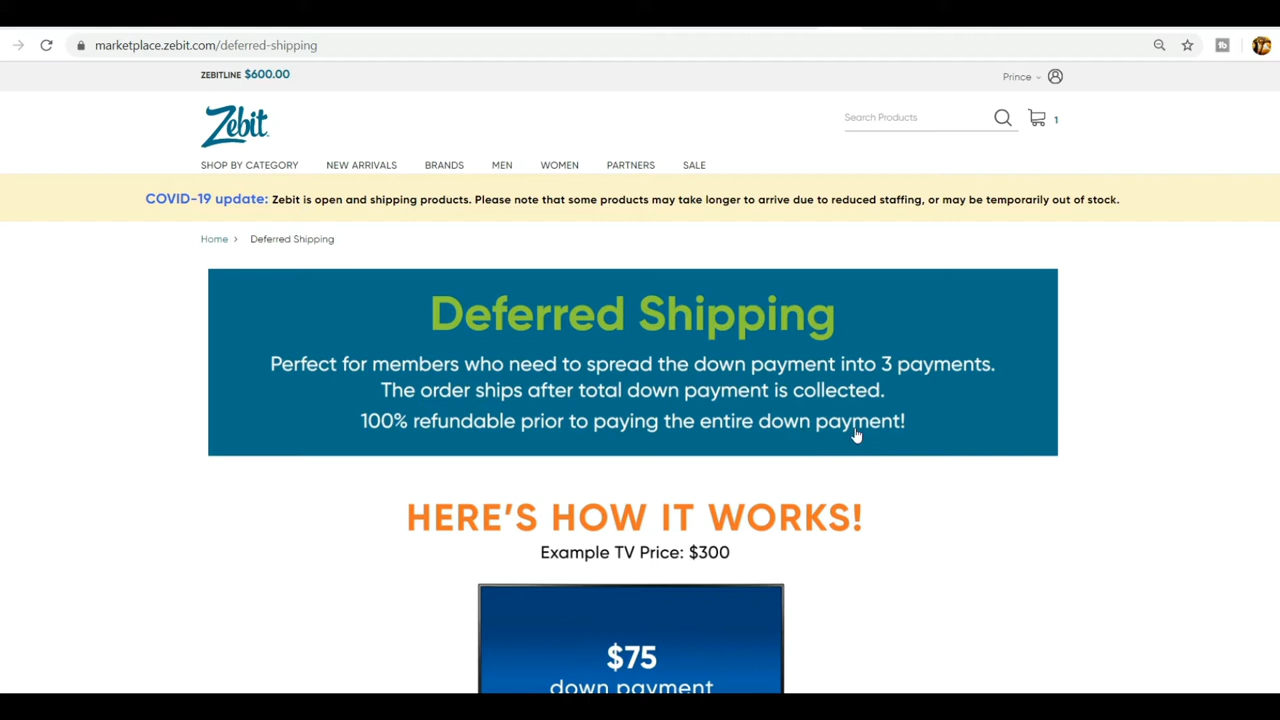 marketplace.zebit.com/deferred-shipping
ZEBITLINE $600.00
Prince
Zebit
Search Products
1
SHOP BY CATEGORY NEW ARRIVALS BRANDS MEN WOMEN PARTNERS SALE
COVID-19 update: Zebit is open and shipping products. Please note that some products may take longer to arrive due to reduced staffing, or may be temporarily out of stock.
Home > Deferred Shipping
Deferred Shipping
Perfect for members who need to spread the down payment into 3 payments.
The order ships after total down payment is collected.
100% refundable prior to paying the entire down payment!
HERE'S HOW IT WORKS!
Example TV Price: $300
$75
down payment